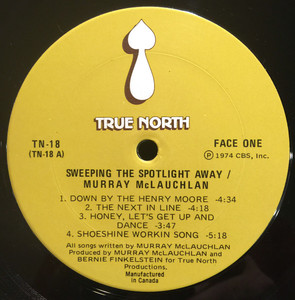 TRUE NORTH
TN-18
(TN-18 A)
FACE ONE
Ⓟ 1974 CBS, Inc.
SWEEPING THE SPOTLIGHT AWAY /
MURRAY McLAUCHLAN
1. DOWN BY THE HENRY MOORE -4:34
2. THE NEXT IN LINE -4:18
3. HONEY, LET'S GET UP AND
DANCE -3:47
4. SHOESHINE WORKIN SONG -5:18
All songs written by MURRAY McLAUCHLAN
Produced by MURRAY McLAUCHLAN and
BERNIE FINKELSTEIN for True North
Productions.
Manufactured
in Canada